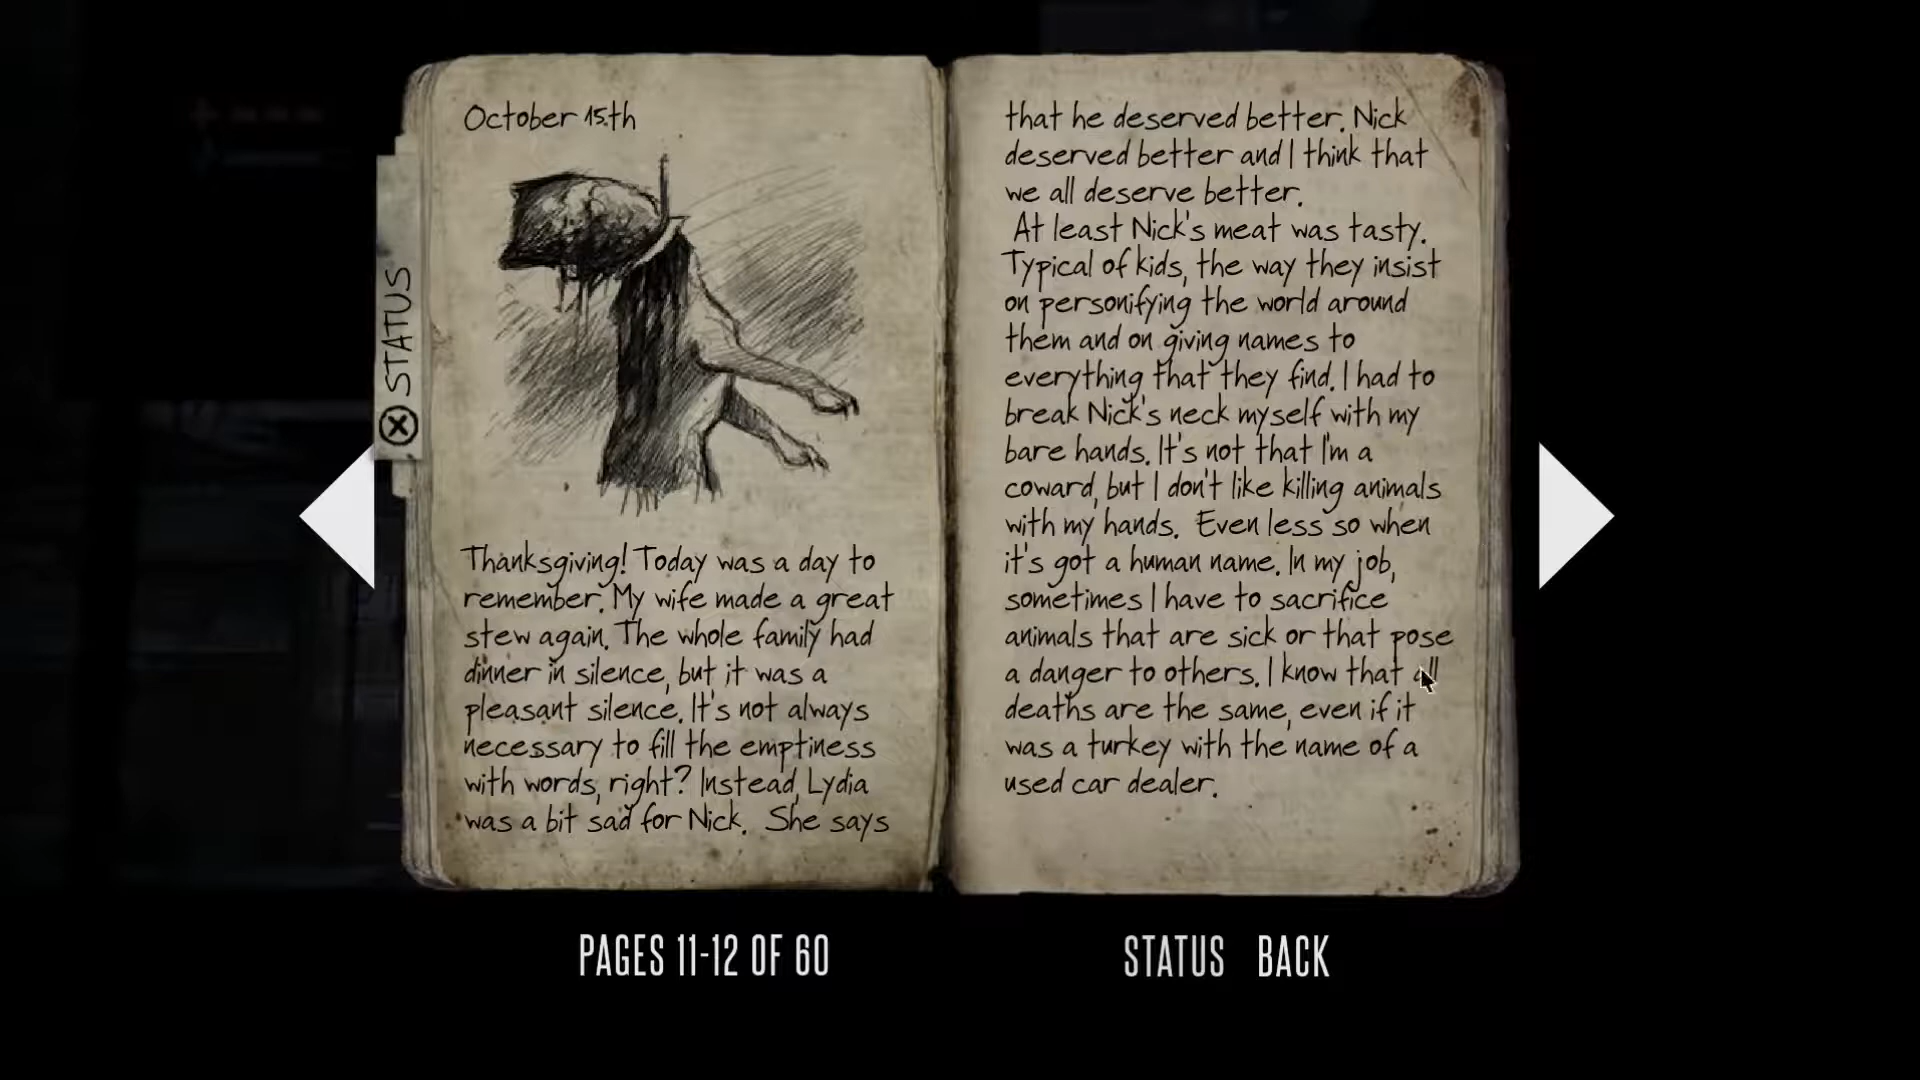 October 15th
Thanksgiving! Today was a day to
remember. My wife made a great
stew again. The whole family had
dinner in silence, but it was a
pleasant silence. It's not always
necessary to fill the emptiness
with words, right? Instead, Lydia
was a bit sad for Nick. She says
that he deserved better. Nick
deserved better and I think that
we all deserve better.
At least Nick's meat was tasty.
Typical of kids, the way they insist
on personifying the world around
them and on giving names to
everything that they find. I had to
break Nick's neck myself with my
bare hands. It's not that I'm a
coward, but I don't like killing animals
with my hands. Even less so when
it's got a human name. In my job,
sometimes I have to sacrifice
animals that are sick or that pose
a danger to others. I know that all
deaths are the same, even if it
was a turkey with the name of a
used car dealer.
STATUS
PAGES 11-12 OF 60
STATUS BACK